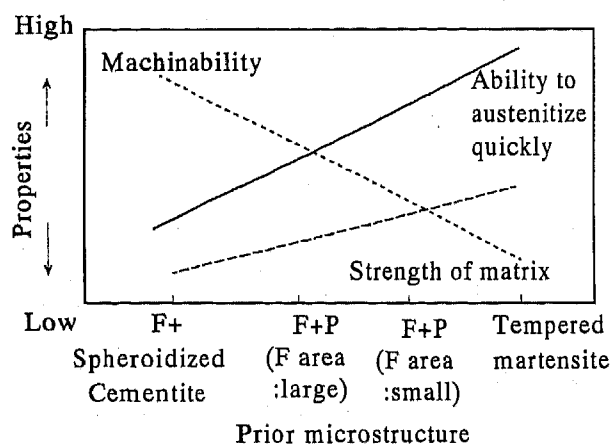 High
Machinability
Ability to
austenitize
quickly
Properties
Strength of matrix
Low
F+
Spheroidized
Cementite
F+P
(F area
:large)
F+P
(F area
:small)
Tempered
martensite
Prior microstructure